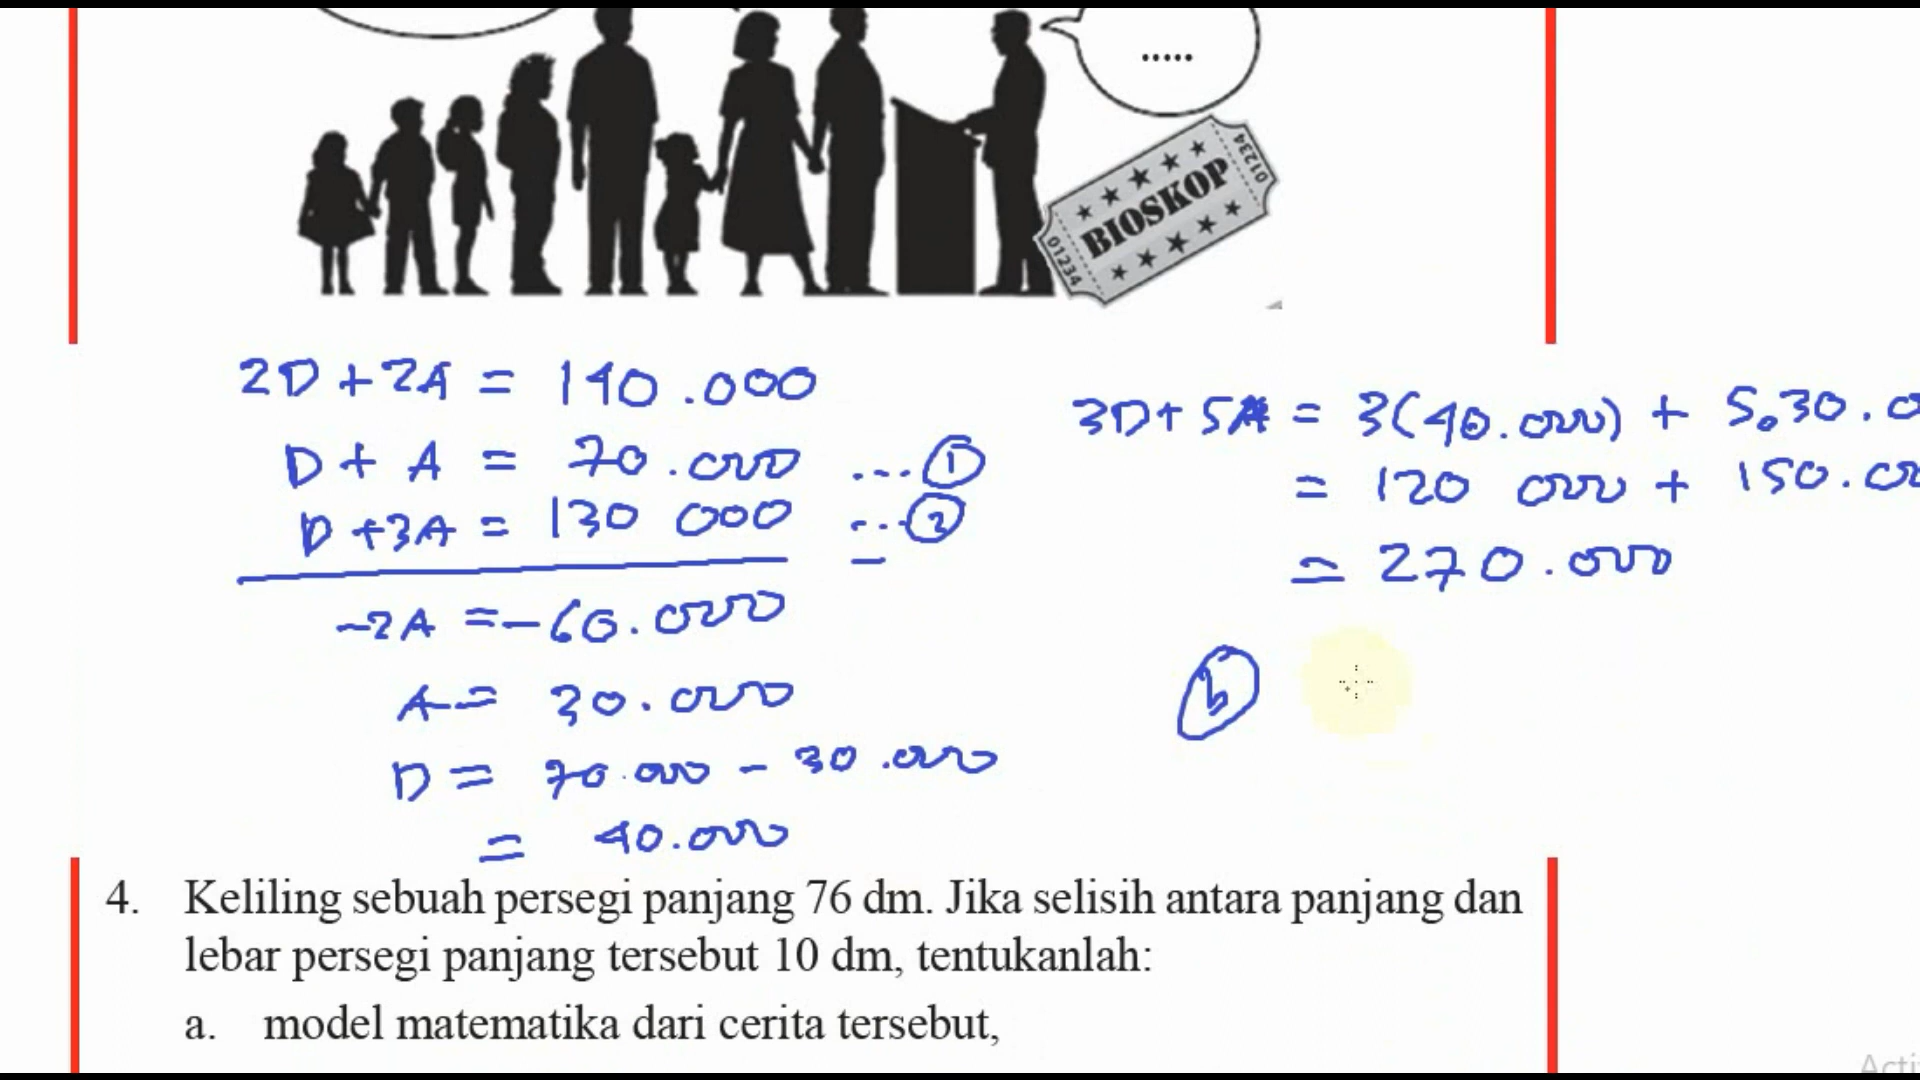 .....
★ ★ ★ ★ ★
01234 BIOSKOP 01234
★ ★ ★ ★ ★
2D + 2A = 140.000
D + A = 70.000 ... ①
D + 3A = 130 000 ... ②
-2A = -60.000
A = 30.000
D = 70.000 - 30.000
= 40.000
3D + 5A = 3(40.000) + 5.30.0
= 120 000 + 150.00
= 270.000
b
4. Keliling sebuah persegi panjang 76 dm. Jika selisih antara panjang dan
lebar persegi panjang tersebut 10 dm, tentukanlah:
a. model matematika dari cerita tersebut,
Acti